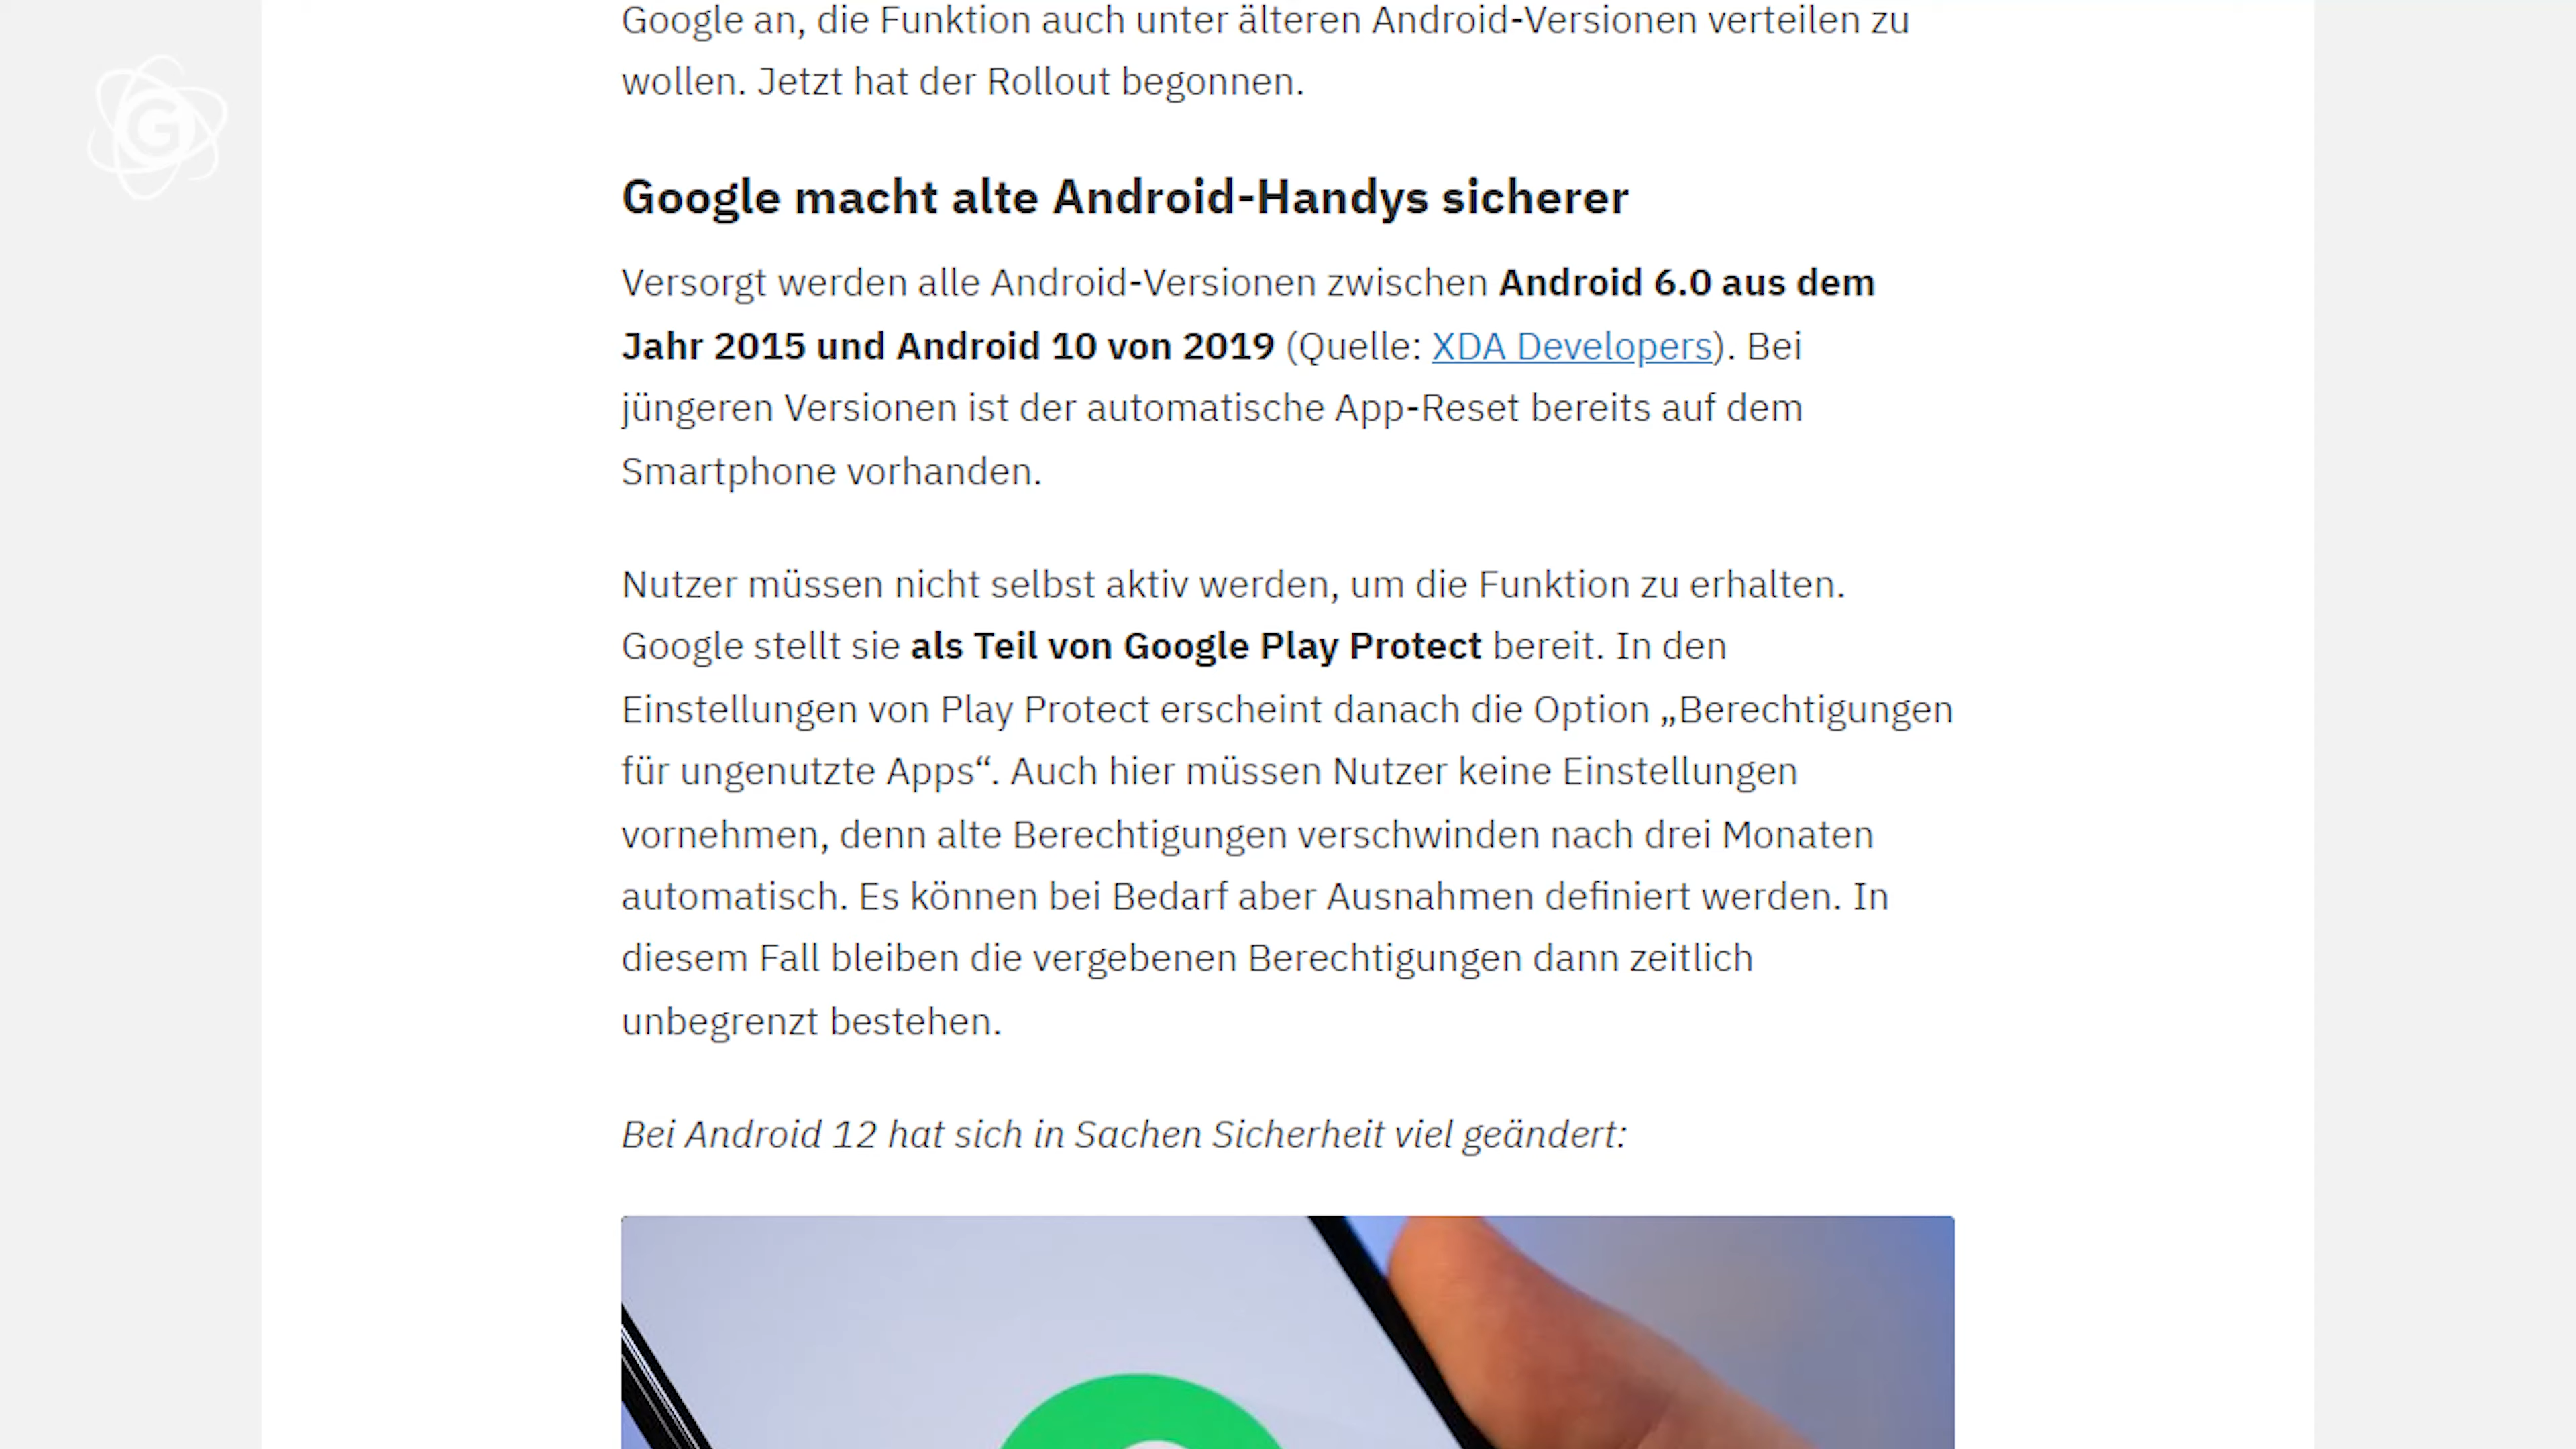 Google an, die Funktion auch unter älteren Android-Versionen verteilen zu
wollen. Jetzt hat der Rollout begonnen.
Google macht alte Android-Handys sicherer
Versorgt werden alle Android-Versionen zwischen Android 6.0 aus dem
Jahr 2015 und Android 10 von 2019 (Quelle: XDA Developers). Bei
jüngeren Versionen ist der automatische App-Reset bereits auf dem
Smartphone vorhanden.
Nutzer müssen nicht selbst aktiv werden, um die Funktion zu erhalten.
Google stellt sie als Teil von Google Play Protect bereit. In den
Einstellungen von Play Protect erscheint danach die Option „Berechtigungen
für ungenutzte Apps“. Auch hier müssen Nutzer keine Einstellungen
vornehmen, denn alte Berechtigungen verschwinden nach drei Monaten
automatisch. Es können bei Bedarf aber Ausnahmen definiert werden. In
diesem Fall bleiben die vergebenen Berechtigungen dann zeitlich
unbegrenzt bestehen.
Bei Android 12 hat sich in Sachen Sicherheit viel geändert:
G